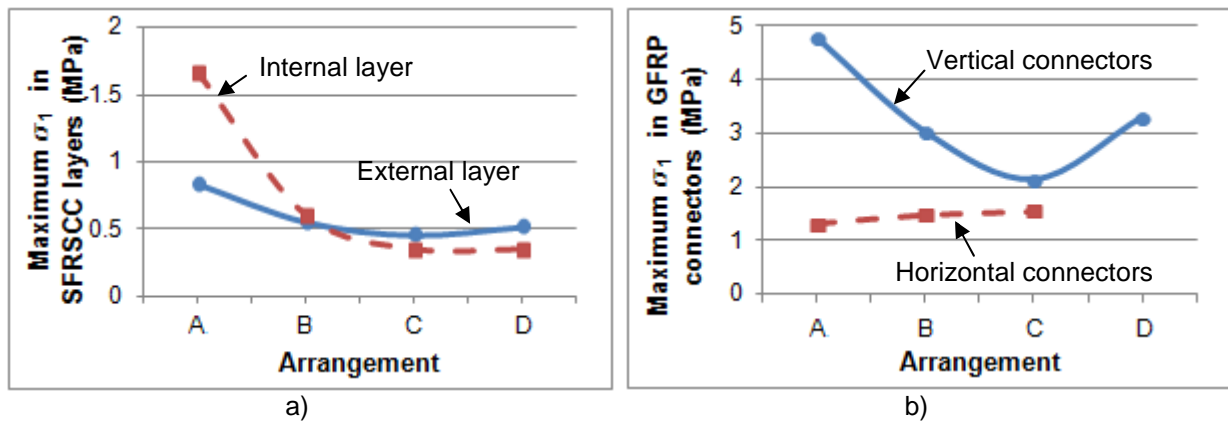 2
1.5
1
0.5
0
Maximum σ1 in
SFRSCC layers (MPa)
Internal layer
External layer
A
B
C
D
Arrangement
a)
5
4
3
2
1
0
Maximum σ1 in GFRP
connectors (MPa)
Vertical connectors
Horizontal connectors
A
B
C
D
Arrangement
b)